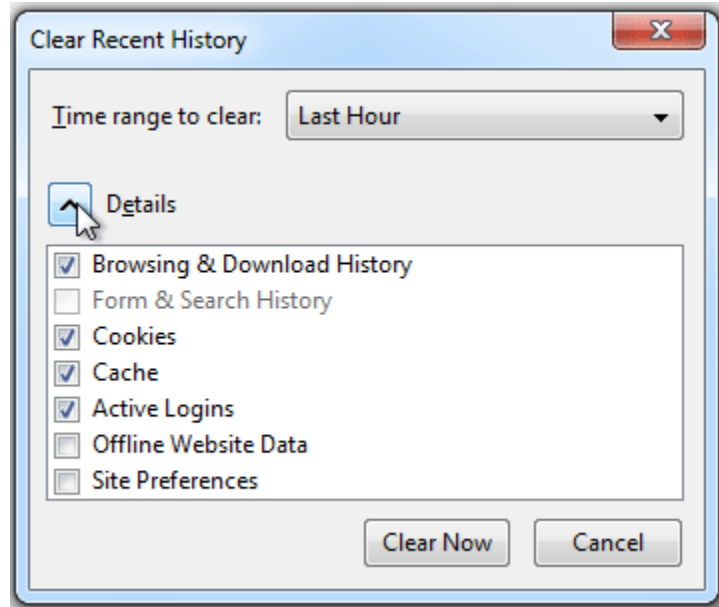 Clear Recent History
Time range to clear: Last Hour
Details
Browsing & Download History
Form & Search History
Cookies
Cache
Active Logins
Offline Website Data
Site Preferences
Clear Now Cancel